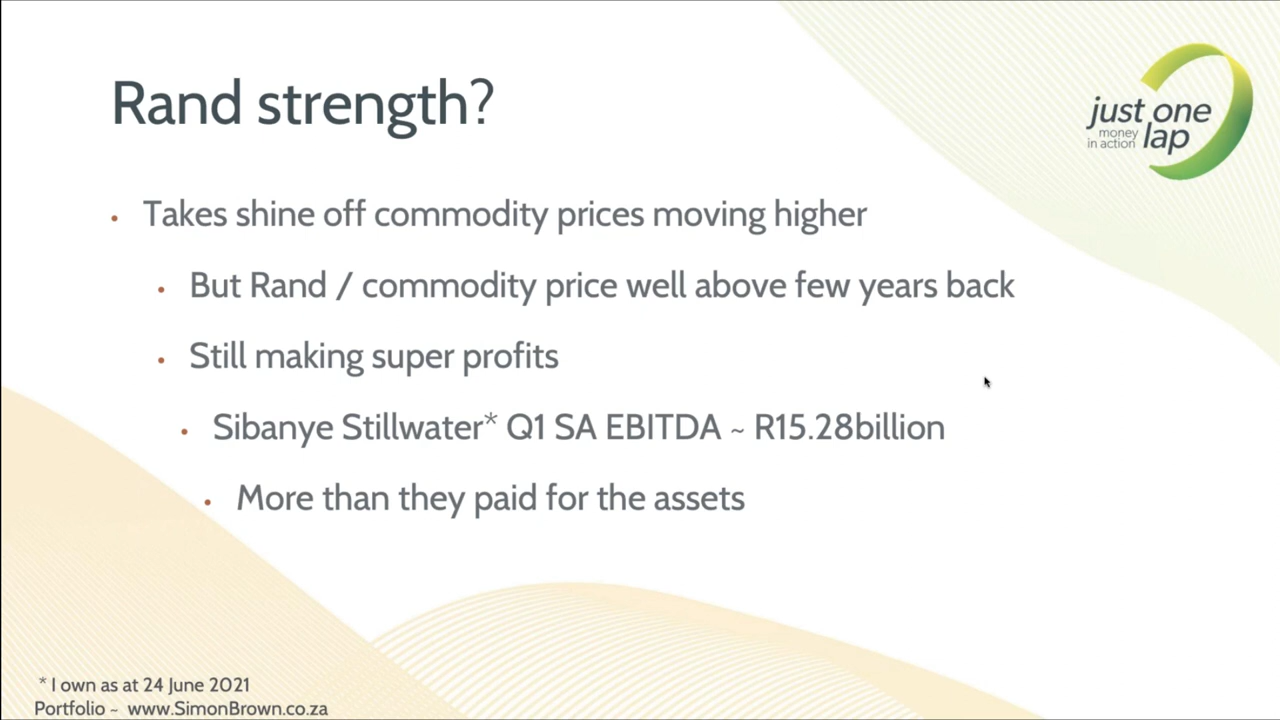 Rand strength?
just one
money
in action lap
• Takes shine off commodity prices moving higher
• But Rand / commodity price well above few years back
• Still making super profits
• Sibanye Stillwater* Q1 SA EBITDA ~ R15.28billion
• More than they paid for the assets
* I own as at 24 June 2021
Portfolio ~ www.SimonBrown.co.za